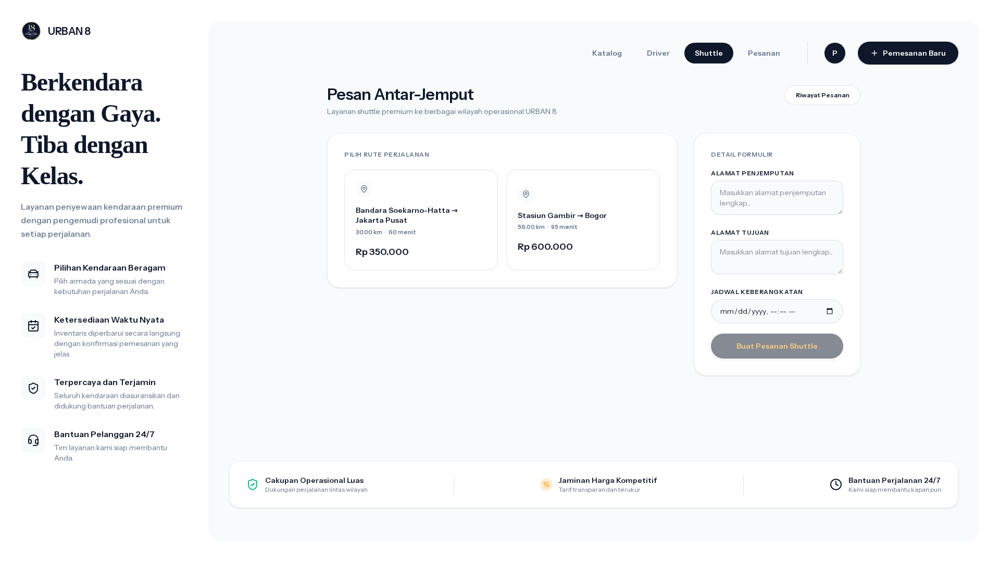 URBAN 8
Berkendara
dengan Gaya.
Tiba dengan
Kelas.
Layanan penyewaan kendaraan premium
dengan pengemudi profesional untuk
setiap perjalanan.
Pilihan Kendaraan Beragam
Pilih armada yang sesuai dengan
kebutuhan perjalanan Anda.
Ketersediaan Waktu Nyata
Inventaris diperbarui secara langsung
dengan konfirmasi pemesanan yang
jelas.
Terpercaya dan Terjamin
Seluruh kendaraan diasuransikan dan
didukung bantuan perjalanan.
Bantuan Pelanggan 24/7
Tim layanan kami siap membantu
Anda.
Katalog
Driver
Shuttle
Pesanan
P
+ Pemesanan Baru
Pesan Antar-Jemput
Layanan shuttle premium ke berbagai wilayah operasional URBAN 8.
Riwayat Pesanan
PILIH RUTE PERJALANAN
Bandara Soekarno-Hatta →
Jakarta Pusat
30.00 km · 60 menit
Rp 350.000
Stasiun Gambir → Bogor
56.00 km · 95 menit
Rp 600.000
DETAIL FORMULIR
ALAMAT PENJEMPUTAN
Masukkan alamat penjemputan
lengkap...
ALAMAT TUJUAN
Masukkan alamat tujuan lengkap...
JADWAL KEBERANGKATAN
mm/dd/yyyy, --:-- --
Buat Pesanan Shuttle
Cakupan Operasional Luas
Dukungan perjalanan lintas wilayah
%
Jaminan Harga Kompetitif
Tarif transparan dan terukur
Bantuan Perjalanan 24/7
Kami siap membantu kapan pun